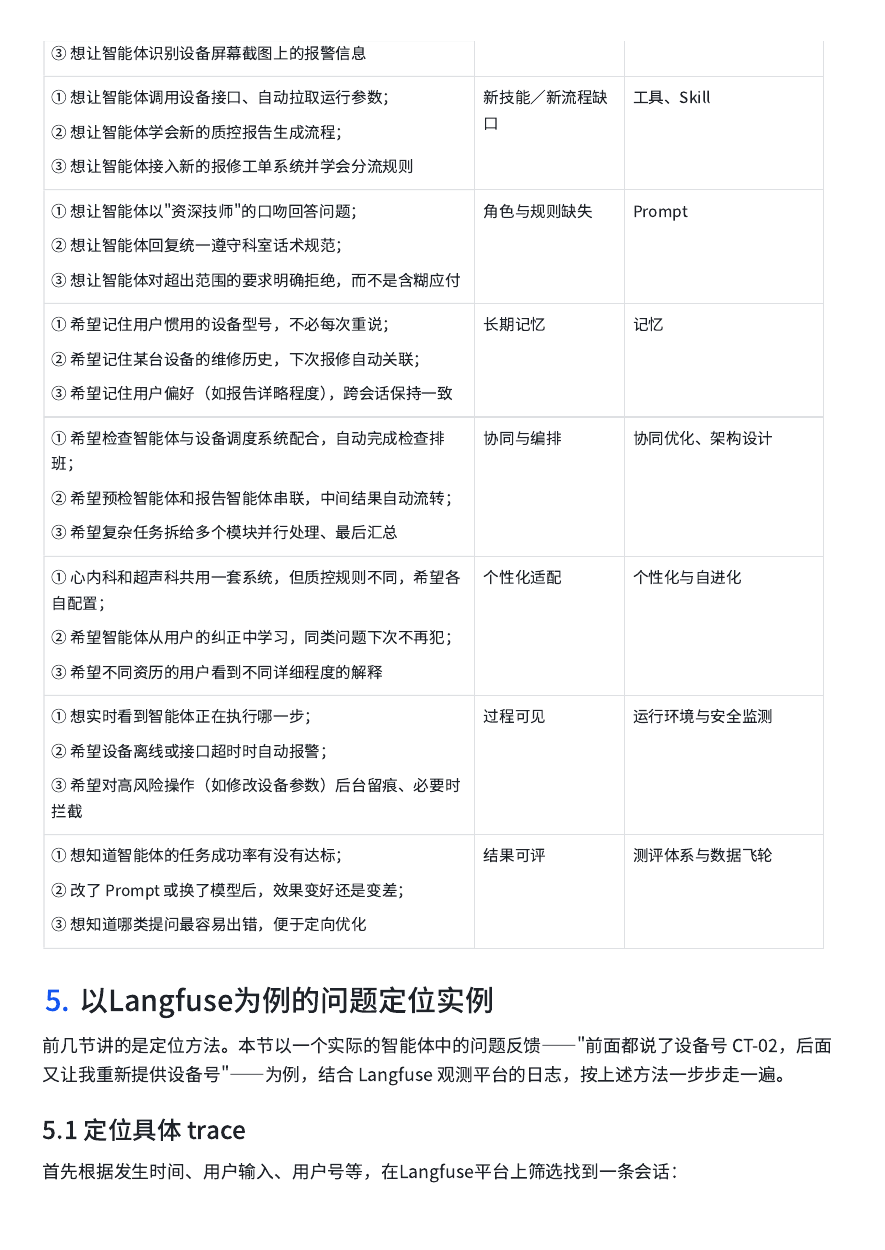 ③ 想让智能体识别设备屏幕截图上的报警信息
① 想让智能体调用设备接口、自动拉取运行参数；
② 想让智能体学会新的质控报告生成流程；
③ 想让智能体接入新的报修工单系统并学会分流规则
新技能／新流程缺
口
工具、Skill
① 想让智能体以"资深技师"的口吻回答问题；
② 想让智能体回复统一遵守科室话术规范；
③ 想让智能体对超出范围的要求明确拒绝，而不是含糊应付
角色与规则缺失
Prompt
① 希望记住用户惯用的设备型号，不必每次重说；
② 希望记住某台设备的维修历史，下次报修自动关联；
③ 希望记住用户偏好（如报告详略程度），跨会话保持一致
长期记忆
记忆
① 希望检查智能体与设备调度系统配合，自动完成检查排
班；
② 希望预检智能体和报告智能体串联，中间结果自动流转；
③ 希望复杂任务拆给多个模块并行处理、最后汇总
协同与编排
协同优化、架构设计
① 心内科和超声科共用一套系统，但质控规则不同，希望各
自配置；
② 希望智能体从用户的纠正中学习，同类问题下次不再犯；
③ 希望不同资历的用户看到不同详细程度的解释
个性化适配
个性化与自进化
① 想实时看到智能体正在执行哪一步；
② 希望设备离线或接口超时时自动报警；
③ 希望对高风险操作（如修改设备参数）后台留痕、必要时
拦截
过程可见
运行环境与安全监测
① 想知道智能体的任务成功率有没有达标；
② 改了 Prompt 或换了模型后，效果变好还是变差；
③ 想知道哪类提问最容易出错，便于定向优化
结果可评
测评体系与数据飞轮
5. 以Langfuse为例的问题定位实例
前几节讲的是定位方法。本节以一个实际的智能体中的问题反馈——"前面都说了设备号 CT-02，后面
又让我重新提供设备号"——为例，结合 Langfuse 观测平台的日志，按上述方法一步步走一遍。
5.1 定位具体 trace
首先根据发生时间、用户输入、用户号等，在Langfuse平台上筛选找到一条会话：